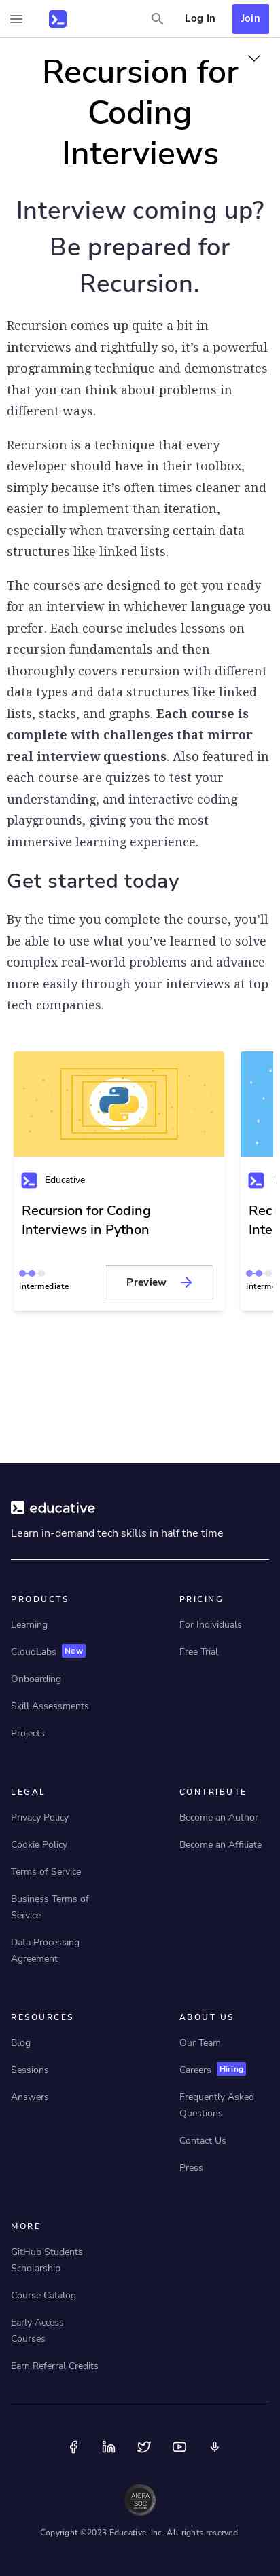 Log In
Join
Recursion for
Coding
Interviews
Interview coming up?
Be prepared for
Recursion.
Recursion comes up quite a bit in
interviews and rightfully so, it’s a powerful
programming technique and demonstrates
that you can think about problems in
different ways.
Recursion is a technique that every
developer should have in their toolbox,
simply because it’s often times cleaner and
easier to implement than iteration,
especially when traversing certain data
structures like linked lists.
The courses are designed to get you ready
for an interview in whichever language you
prefer. Each course includes lessons on
recursion fundamentals and then
thoroughly covers recursion with different
data types and data structures like linked
lists, stacks, and graphs. Each course is
complete with challenges that mirror
real interview questions. Also featured in
each course are quizzes to test your
understanding, and interactive coding
playgrounds, giving you the most
immersive learning experience.
Get started today
By the time you complete the course, you’ll
be able to use what you’ve learned to solve
complex real-world problems and advance
more easily through your interviews at top
tech companies.
Educative
Recursion for Coding
Interviews in Python
Intermediate
Preview
Recu
Inte
Interme
educative
Learn in-demand tech skills in half the time
PRODUCTS
Learning
CloudLabs New
Onboarding
Skill Assessments
Projects
PRICING
For Individuals
Free Trial
LEGAL
Privacy Policy
Cookie Policy
Terms of Service
Business Terms of
Service
Data Processing
Agreement
CONTRIBUTE
Become an Author
Become an Affiliate
RESOURCES
Blog
Sessions
Answers
ABOUT US
Our Team
Careers Hiring
Frequently Asked
Questions
Contact Us
Press
MORE
GitHub Students
Scholarship
Course Catalog
Early Access
Courses
Earn Referral Credits
AICPA
SOC
Copyright ©2023 Educative, Inc. All rights reserved.